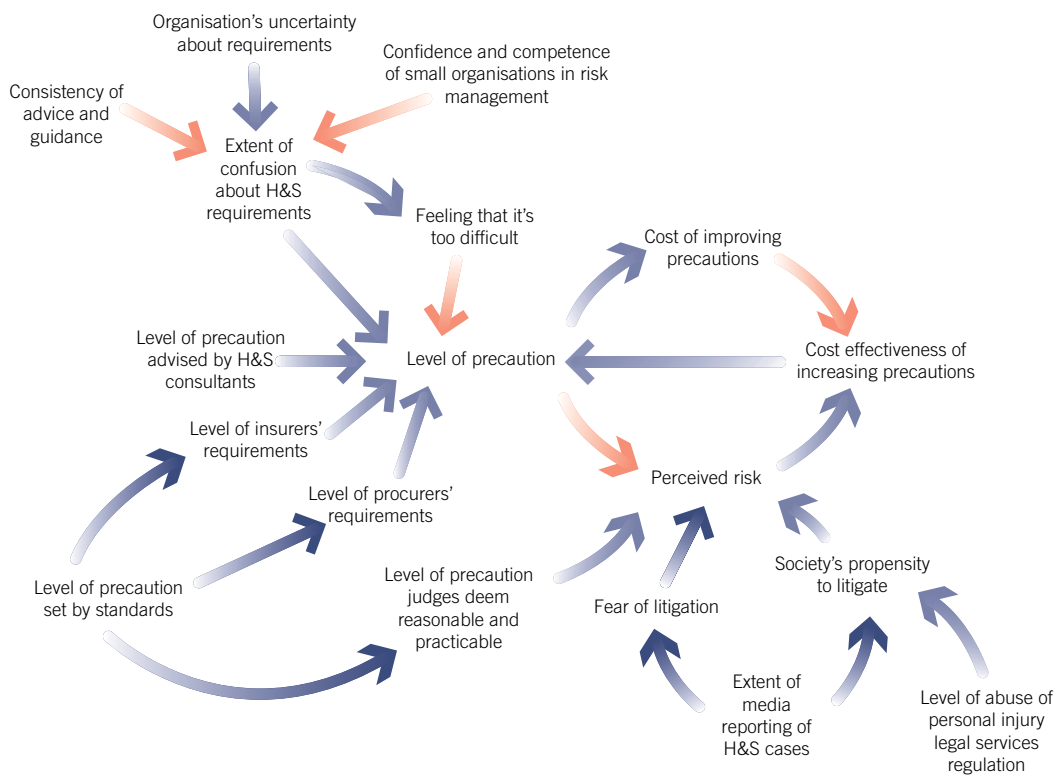 Organisation’s uncertainty
about requirements
Confidence and competence
of small organisations in risk
management
Consistency of
advice and
guidance
Extent of
confusion
about H&S
requirements
Feeling that it’s
too difficult
Cost of improving
precautions
Level of precaution
advised by H&S
consultants
Level of precaution
Cost effectiveness of
increasing precautions
Level of insurers’
requirements
Perceived risk
Level of procurers’
requirements
Level of precaution
set by standards
Level of precaution
judges deem
reasonable and
practicable
Fear of litigation
Society’s propensity
to litigate
Extent of
media
reporting of
H&S cases
Level of abuse of
personal injury
legal services
regulation